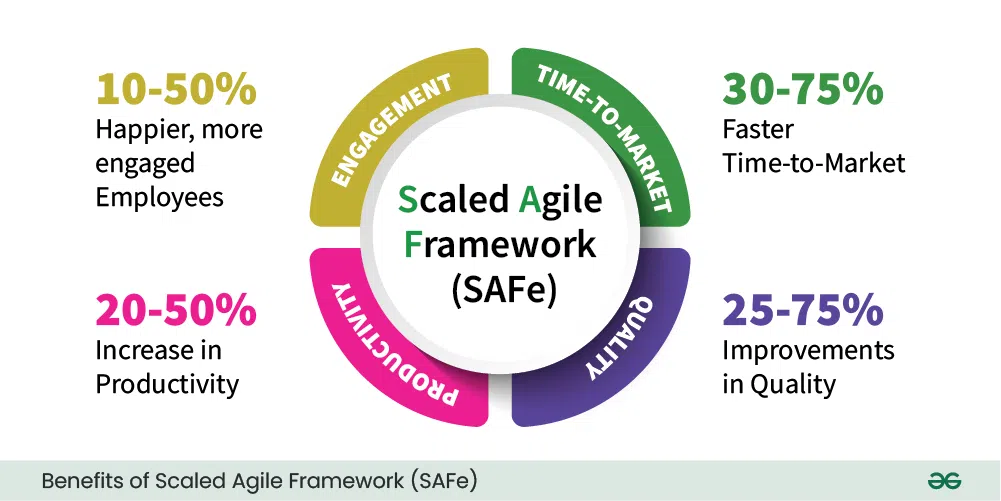 10-50%
Happier, more
engaged
Employees
ENGAGEMENT
TIME-TO-MARKET
30-75%
Faster
Time-to-Market
Scaled Agile
Framework
(SAFe)
20-50%
Increase in
Productivity
PRODUCTIVITY
QUALITY
25-75%
Improvements
in Quality
Benefits of Scaled Agile Framework (SAFe)